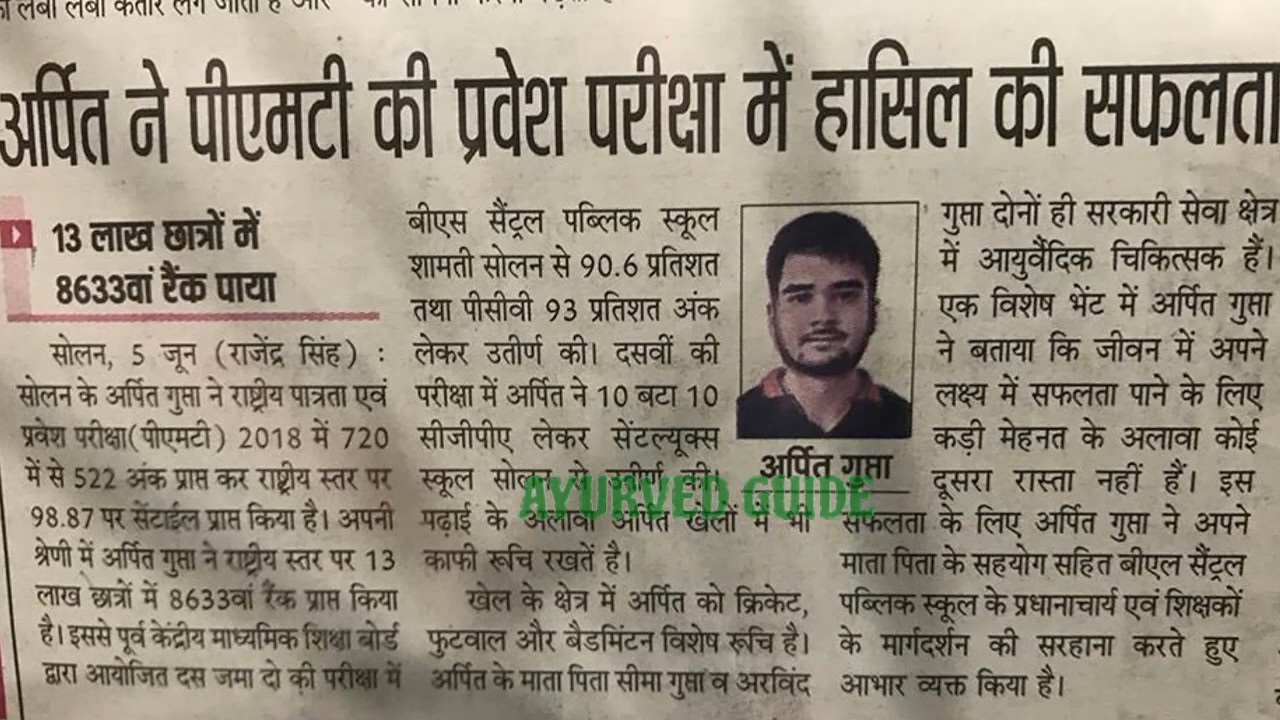 अर्पित ने पीएमटी की प्रवेश परीक्षा में हासिल की सफलता
13 लाख छात्रों में
8633वां रैंक पाया
सोलन, 5 जून (राजेंद्र सिंह) :
सोलन के अर्पित गुप्ता ने राष्ट्रीय पात्रता एवं
प्रवेश परीक्षा(पीएमटी) 2018 में 720
में से 522 अंक प्राप्त कर राष्ट्रीय स्तर पर
98.87 पर सेंटाईल प्राप्त किया है। अपनी
श्रेणी में अर्पित गुप्ता ने राष्ट्रीय स्तर पर 13
लाख छात्रों में 8633वां रैंक प्राप्त किया
है। इससे पूर्व केंद्रीय माध्यमिक शिक्षा बोर्ड
द्वारा आयोजित दस जमा दो की परीक्षा में
बीएस सैंट्रल पब्लिक स्कूल
शामती सोलन से 90.6 प्रतिशत
तथा पीसीवी 93 प्रतिशत अंक
लेकर उतीर्ण की। दसवीं की
परीक्षा में अर्पित ने 10 बटा 10
सीजीपीए लेकर सेंटल्यूक्स
स्कूल सोलन से उतीर्ण की।
पढ़ाई के अलावा अर्पित खेलों में भी
काफी रूचि रखतें है।
खेल के क्षेत्र में अर्पित को क्रिकेट,
फुटवाल और बैडमिंटन विशेष रूचि है।
अर्पित के माता पिता सीमा गुप्ता व अरविंद
अर्पित गुप्ता
AYURVED GUIDE
गुप्ता दोनों ही सरकारी सेवा क्षेत्र
में आयुर्वैदिक चिकित्सक हैं।
एक विशेष भेंट में अर्पित गुप्ता
ने बताया कि जीवन में अपने
लक्ष्य में सफलता पाने के लिए
कड़ी मेहनत के अलावा कोई
दूसरा रास्ता नहीं हैं। इस
सफलता के लिए अर्पित गुप्ता ने अपने
माता पिता के सहयोग सहित बीएल सैंट्रल
पब्लिक स्कूल के प्रधानाचार्य एवं शिक्षकों
के मार्गदर्शन की सरहाना करते हुए
आभार व्यक्त किया है।